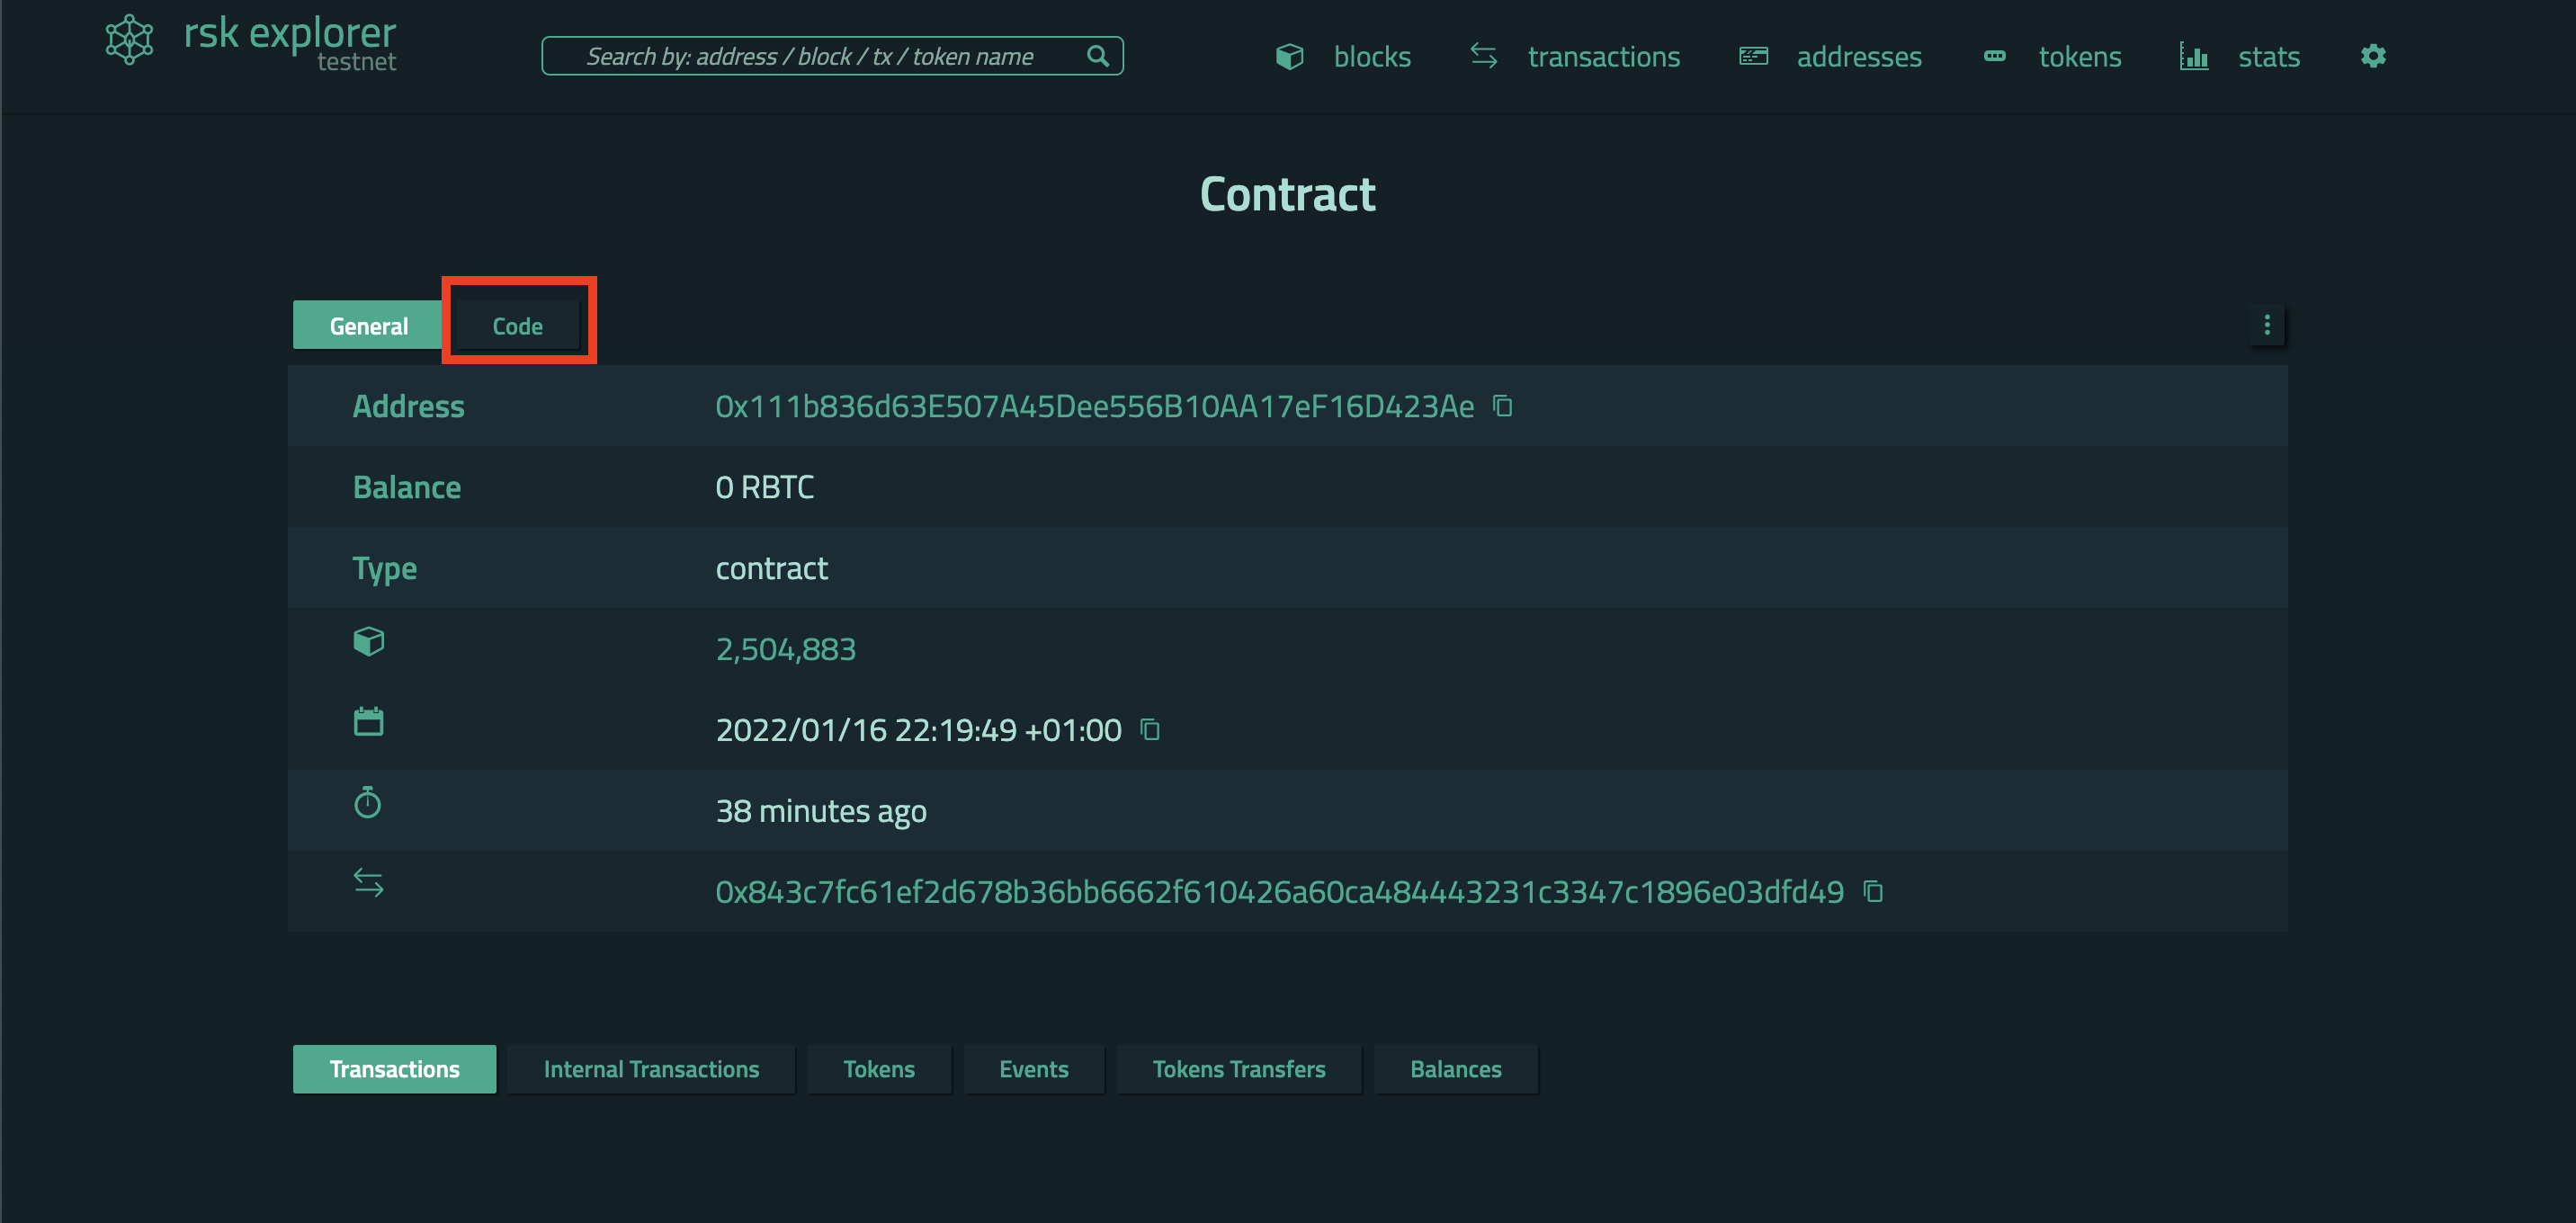 rsk explorer
testnet
Search by: address / block / tx / token name
blocks
transactions
addresses
tokens
stats
Contract
General
Code
Address
0x111b836d63E507A45Dee556B10AA17eF16D423Ae
Balance
0 RBTC
Type
contract
2,504,883
2022/01/16 22:19:49 +01:00
38 minutes ago
0x843c7fc61ef2d678b36bb6662f610426a60ca484443231c3347c1896e03dfd49
Transactions
Internal Transactions
Tokens
Events
Tokens Transfers
Balances